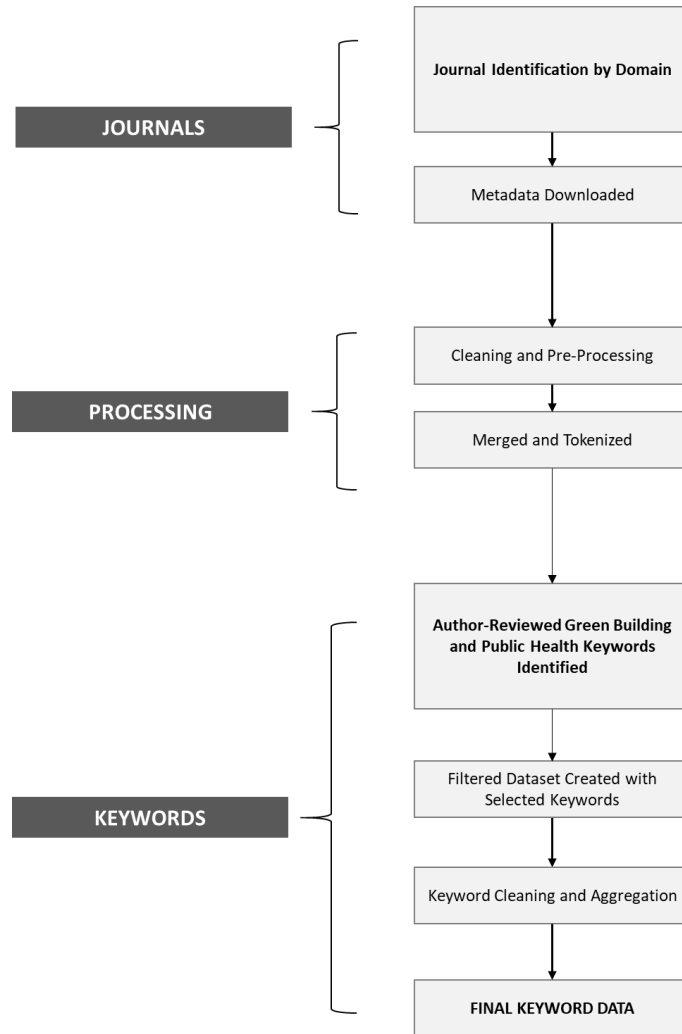 JOURNALS
Journal Identification by Domain
Metadata Downloaded
PROCESSING
Cleaning and Pre-Processing
Merged and Tokenized
KEYWORDS
Author-Reviewed Green Building
and Public Health Keywords
Identified
Filtered Dataset Created with
Selected Keywords
Keyword Cleaning and Aggregation
FINAL KEYWORD DATA